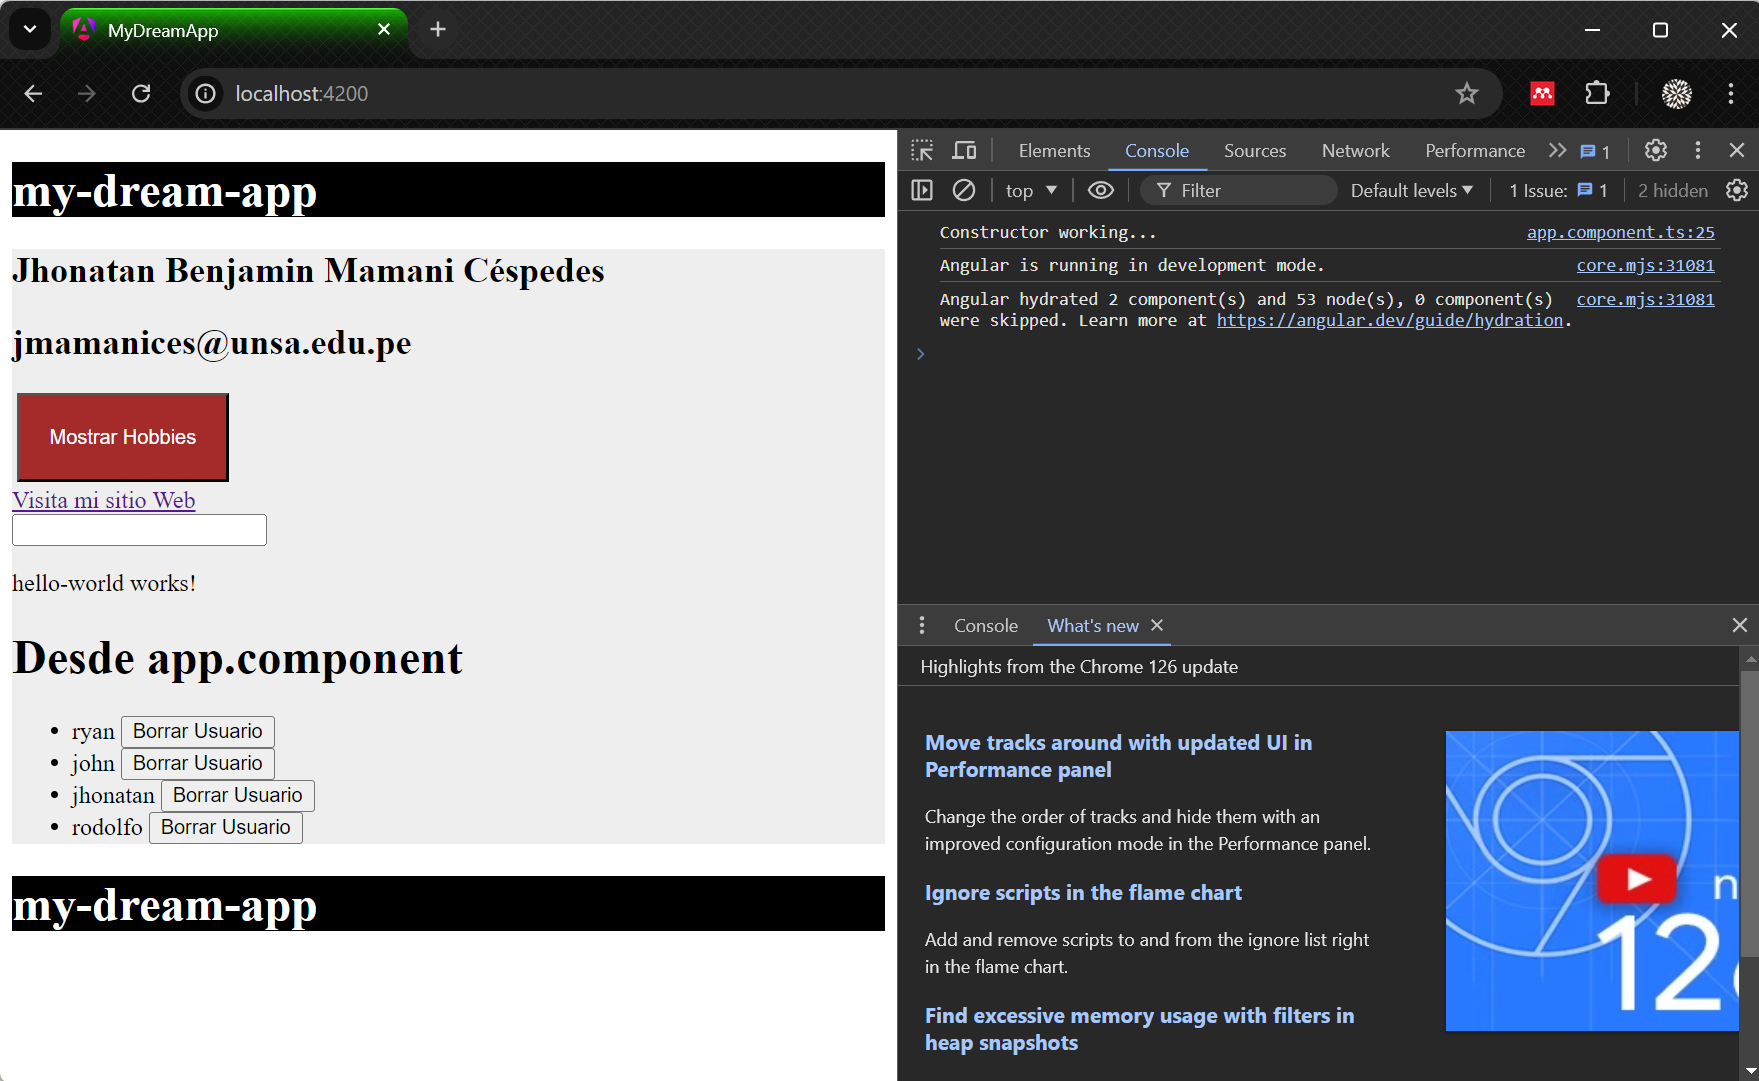 MyDreamApp
localhost:4200
my-dream-app
Jhonatan Benjamin Mamani Céspedes
jmamanices@unsa.edu.pe
Mostrar Hobbies
Visita mi sitio Web
hello-world works!
Desde app.component
ryan Borrar Usuario
john Borrar Usuario
jhonatan Borrar Usuario
rodolfo Borrar Usuario
my-dream-app
Elements Console Sources Network Performance 1
top Filter Default levels 1 Issue: 1 2 hidden
Constructor working... app.component.ts:25
Angular is running in development mode. core.mjs:31081
Angular hydrated 2 component(s) and 53 node(s), 0 component(s) core.mjs:31081
were skipped. Learn more at https://angular.dev/guide/hydration.
Console What's new
Highlights from the Chrome 126 update
Move tracks around with updated UI in
Performance panel
Change the order of tracks and hide them with an
improved configuration mode in the Performance panel.
Ignore scripts in the flame chart
Add and remove scripts to and from the ignore list right
in the flame chart.
Find excessive memory usage with filters in
heap snapshots